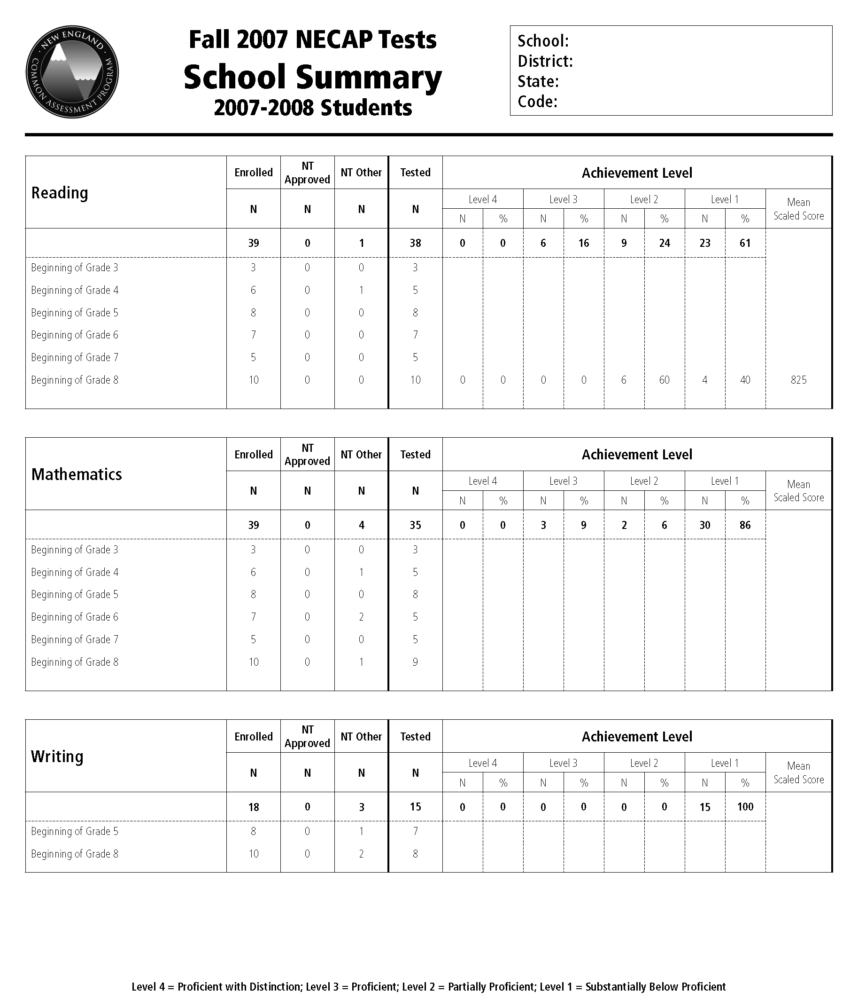 NEW ENGLAND
COMMON ASSESSMENT PROGRAM
Fall 2007 NECAP Tests
School Summary
2007-2008 Students
School:
District:
State:
Code:
Reading
Enrolled NT Approved NT Other Tested Achievement Level
N N N N Level 4 Level 3 Level 2 Level 1 Mean Scaled Score
N % N % N % N %
39 0 1 38 0 0 6 16 9 24 23 61
Beginning of Grade 3 3 0 0 3
Beginning of Grade 4 6 0 1 5
Beginning of Grade 5 8 0 0 8
Beginning of Grade 6 7 0 0 7
Beginning of Grade 7 5 0 0 5
Beginning of Grade 8 10 0 0 10 0 0 0 0 6 60 4 40 825
Mathematics
Enrolled NT Approved NT Other Tested Achievement Level
N N N N Level 4 Level 3 Level 2 Level 1 Mean Scaled Score
N % N % N % N %
39 0 4 35 0 0 3 9 2 6 30 86
Beginning of Grade 3 3 0 0 3
Beginning of Grade 4 6 0 1 5
Beginning of Grade 5 8 0 0 8
Beginning of Grade 6 7 0 2 5
Beginning of Grade 7 5 0 0 5
Beginning of Grade 8 10 0 1 9
Writing
Enrolled NT Approved NT Other Tested Achievement Level
N N N N Level 4 Level 3 Level 2 Level 1 Mean Scaled Score
N % N % N % N %
18 0 3 15 0 0 0 0 0 0 15 100
Beginning of Grade 5 8 0 1 7
Beginning of Grade 8 10 0 2 8
Level 4 = Proficient with Distinction; Level 3 = Proficient; Level 2 = Partially Proficient; Level 1 = Substantially Below Proficient